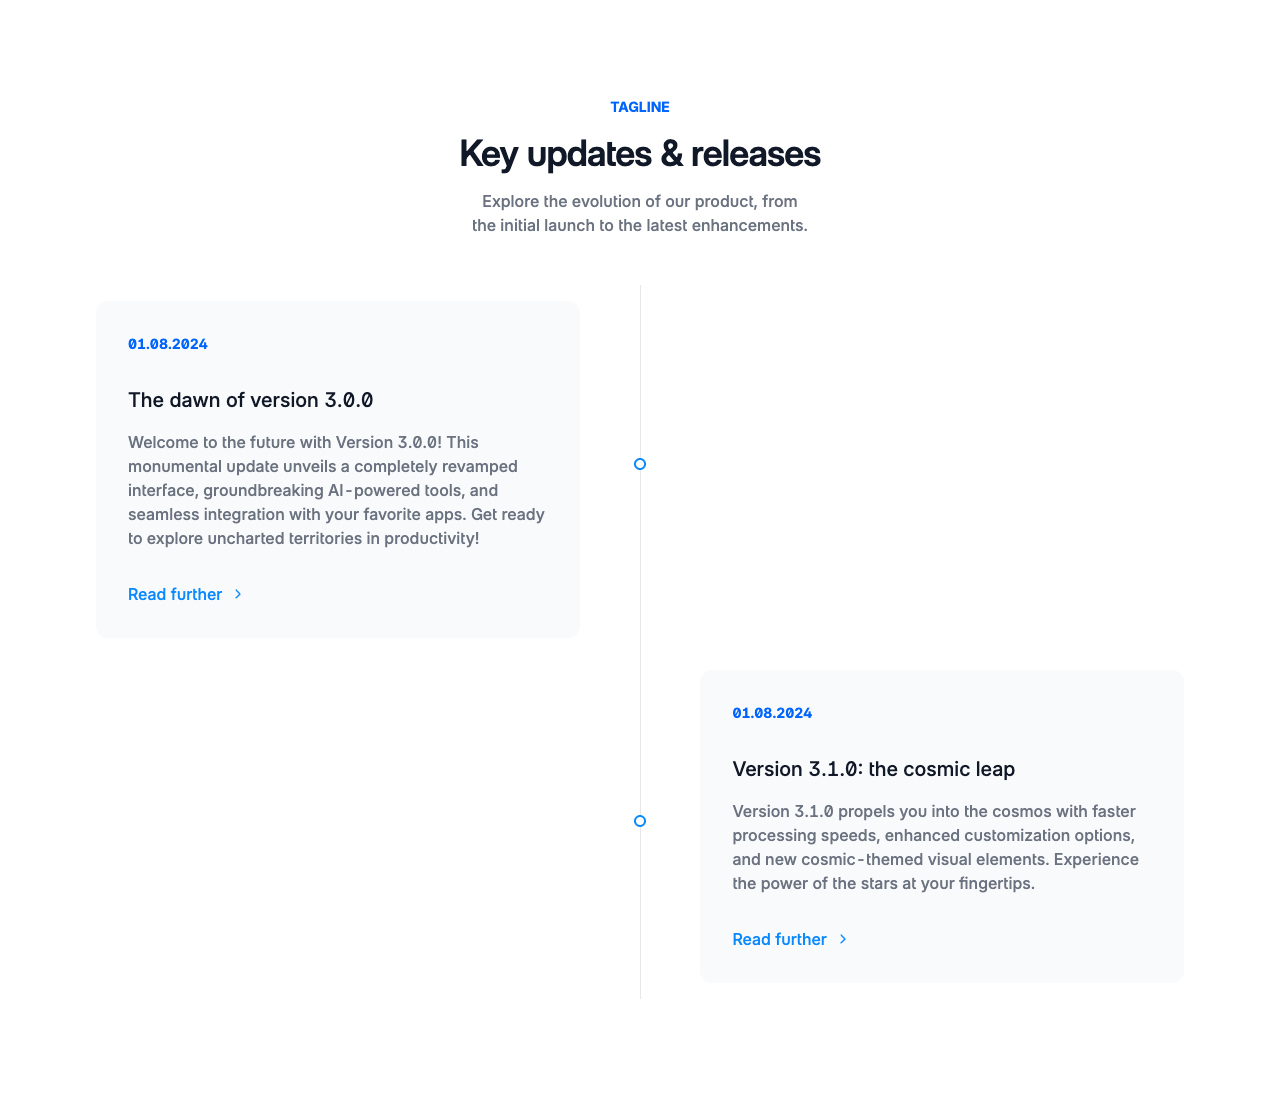 TAGLINE
Key updates & releases
Explore the evolution of our product, from
the initial launch to the latest enhancements.
01.08.2024
The dawn of version 3.0.0
Welcome to the future with Version 3.0.0! This
monumental update unveils a completely revamped
interface, groundbreaking AI-powered tools, and
seamless integration with your favorite apps. Get ready
to explore uncharted territories in productivity!
Read further
01.08.2024
Version 3.1.0: the cosmic leap
Version 3.1.0 propels you into the cosmos with faster
processing speeds, enhanced customization options,
and new cosmic-themed visual elements. Experience
the power of the stars at your fingertips.
Read further